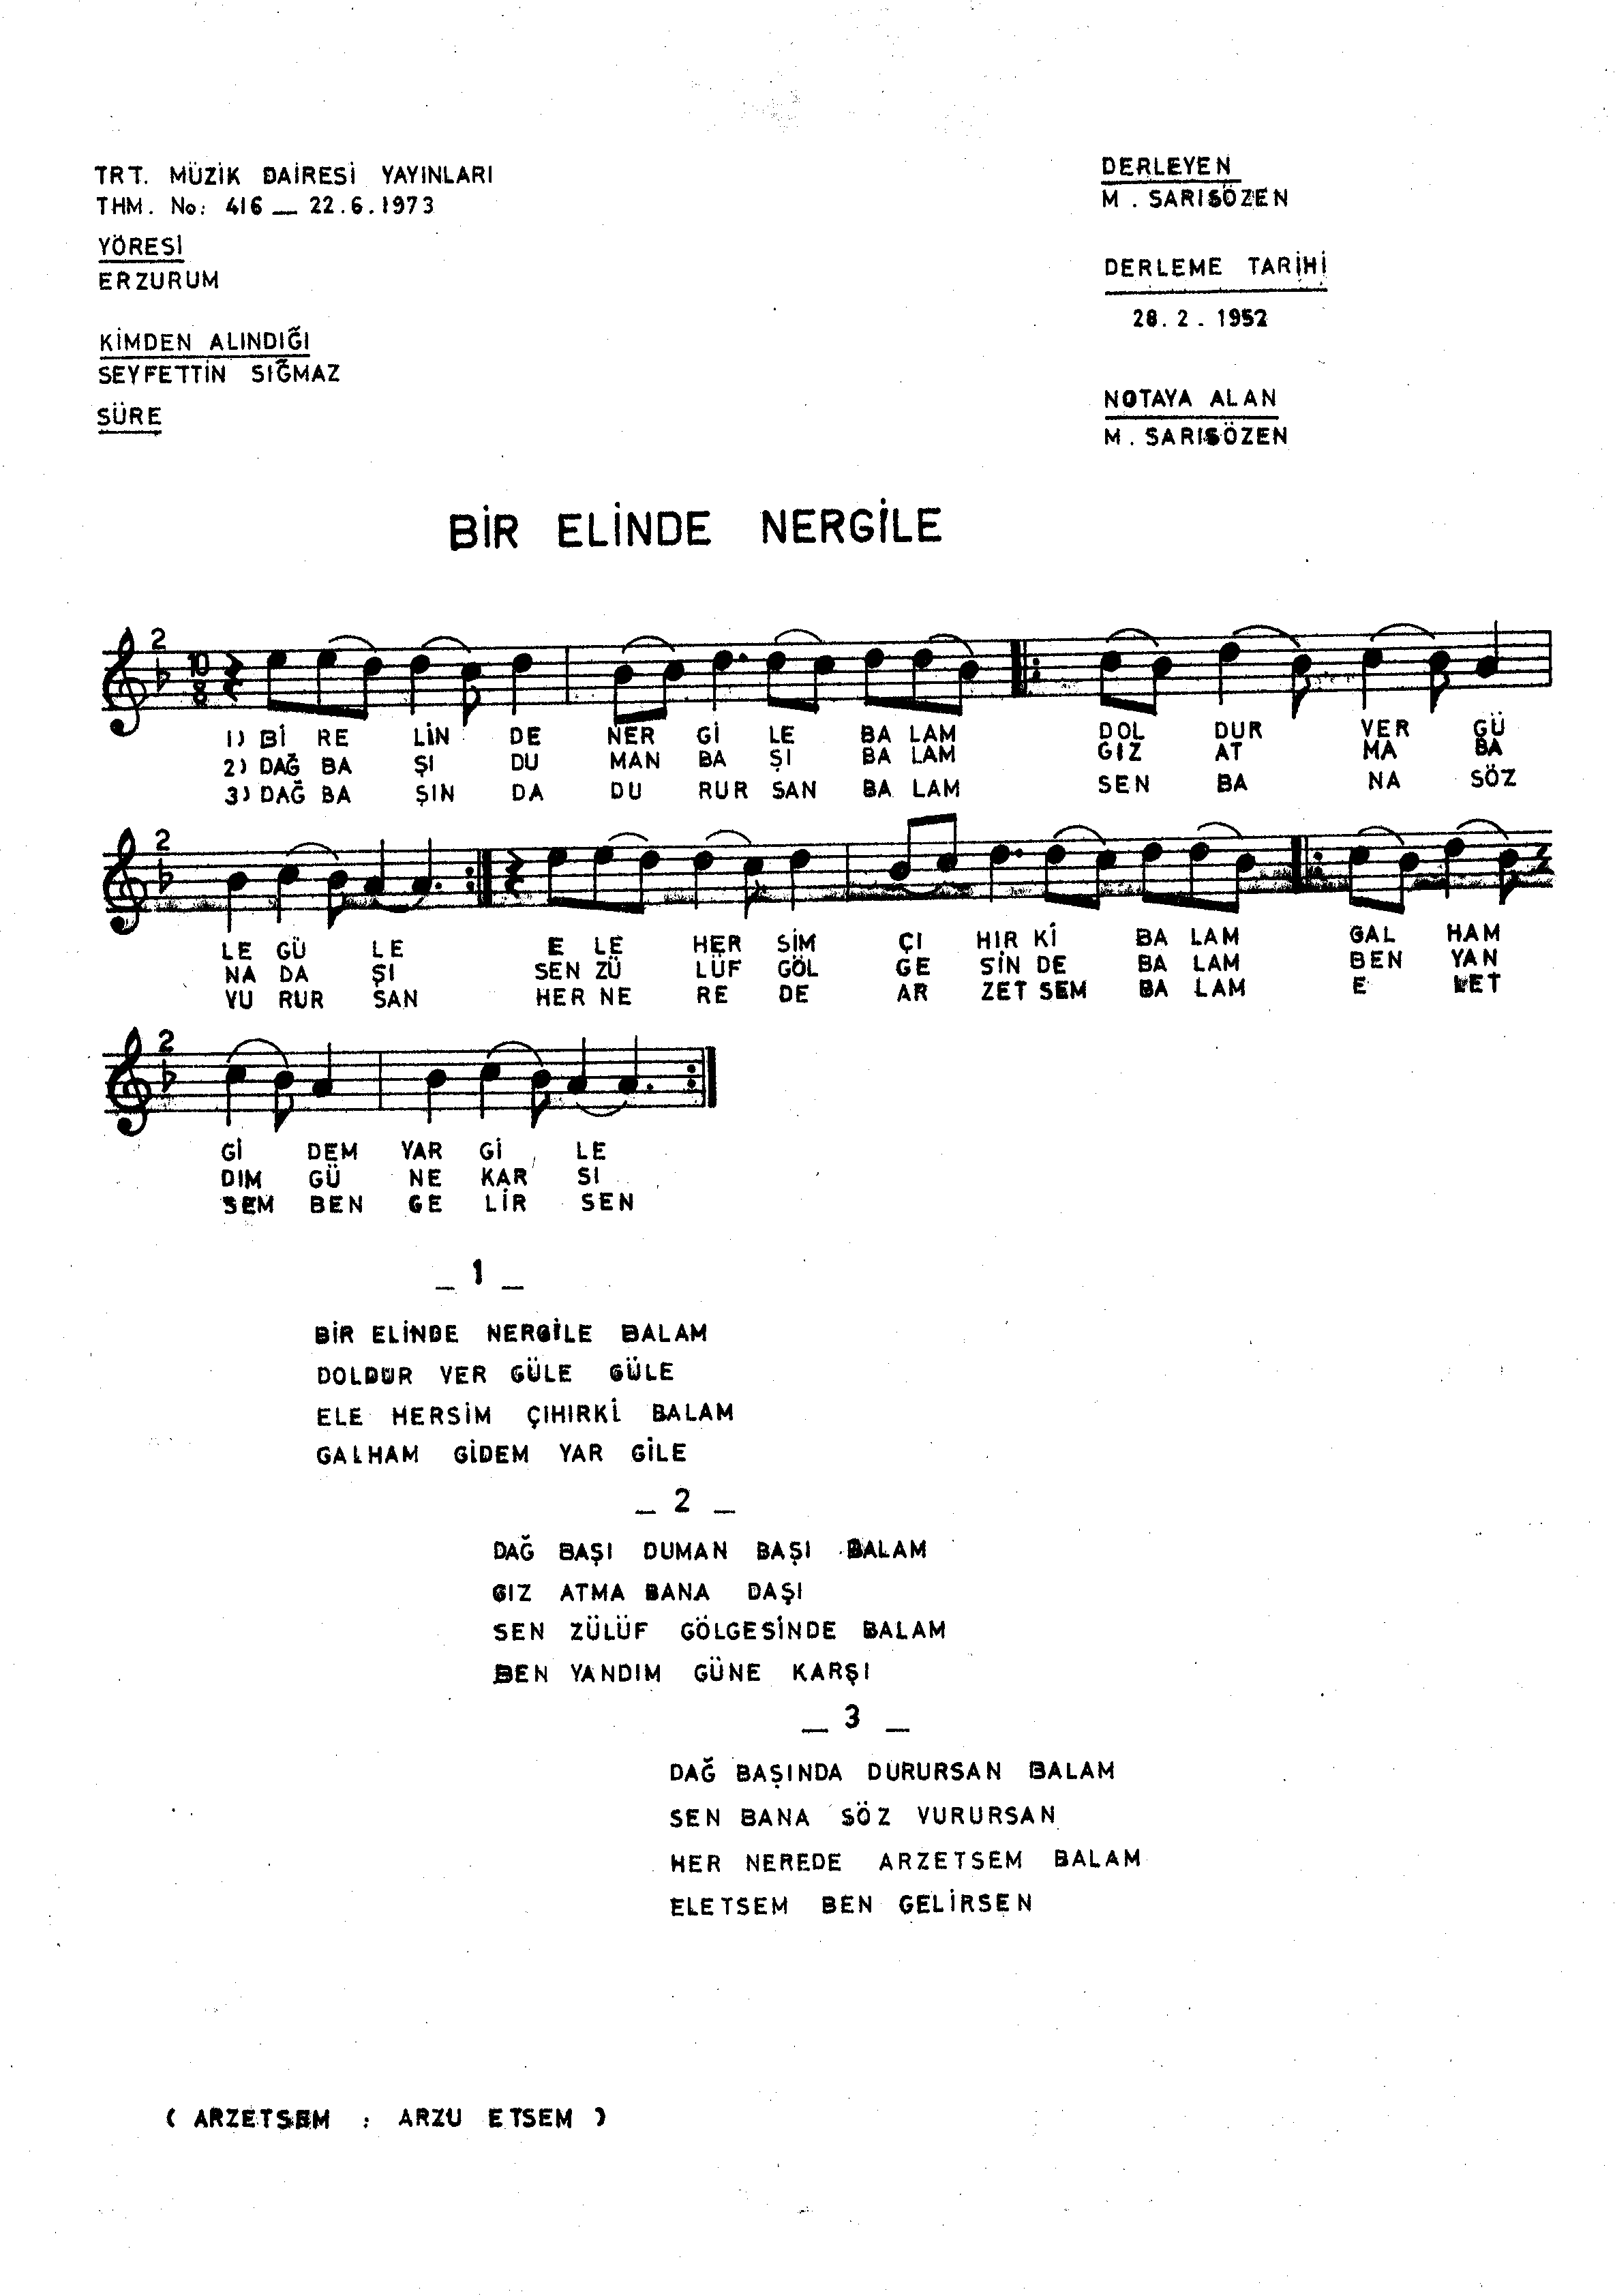 TRT. MÜZİK DAİRESİ YAYINLARI
THM. No: 416 — 22.6.1973
YÖRESİ
ERZURUM
KİMDEN ALINDIĞI
SEYFETTİN SIĞMAZ
SÜRE
DERLEYEN
M. SARISÖZEN
DERLEME TARİHİ
28.2.1952
NOTAYA ALAN
M. SARISÖZEN
BİR ELİNDE NERGİLE
2 10 8
1) Bİ RE LİN DE NER Gİ LE BA LAM DOL DUR VER GÜ
2) DAĞ BA ŞI DU MAN BA ŞI BA LAM GIZ AT MA BA
3) DAĞ BA ŞIN DA DU RUR SAN BA LAM SEN BA NA SÖZ
2
LE GÜ LE E LE HER SİM ÇI HIR Kİ BA LAM GAL HAM
NA DA ŞI SEN ZÜ LÜF GÖL GE SİN DE BA LAM BEN YAN
VU RUR SAN HER NE RE DE AR ZET SEM BA LAM E LET
2
Gİ DEM YAR Gİ LE
DIM GÜ NE KAR SI
SEM BEN GE LİR SEN
_ 1 _
BİR ELİNDE NERGİLE BALAM
DOLDUR VER GÜLE GÜLE
ELE HERSİM ÇIHIRKİ BALAM
GALHAM GİDEM YAR GİLE
_ 2 _
DAĞ BAŞI DUMAN BAŞI BALAM
GIZ ATMA BANA DAŞI
SEN ZÜLÜF GÖLGESİNDE BALAM
BEN YANDIM GÜNE KARŞI
_ 3 _
DAĞ BAŞINDA DURURSAN BALAM
SEN BANA SÖZ VURURSAN
HER NEREDE ARZETSEM BALAM
ELETSEM BEN GELİRSEN
( ARZETSEM : ARZU ETSEM )